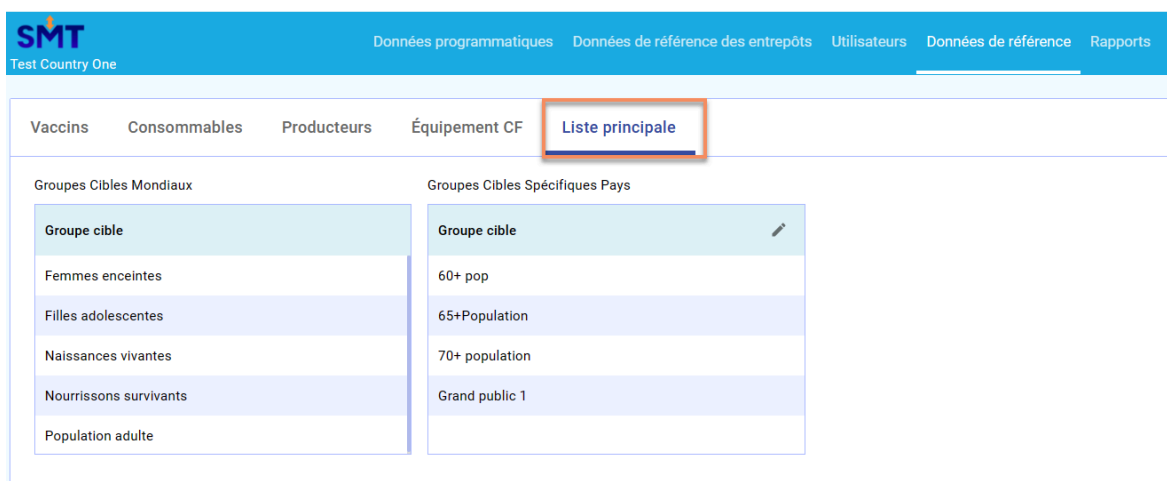 SMT
Test Country One
Données programmatiques Données de référence des entrepôts Utilisateurs Données de référence Rapports
Vaccins Consommables Producteurs Équipement CF Liste principale
Groupes Cibles Mondiaux
Groupe cible
Femmes enceintes
Filles adolescentes
Naissances vivantes
Nourrissons survivants
Population adulte
Groupes Cibles Spécifiques Pays
Groupe cible
60+ pop
65+Population
70+ population
Grand public 1